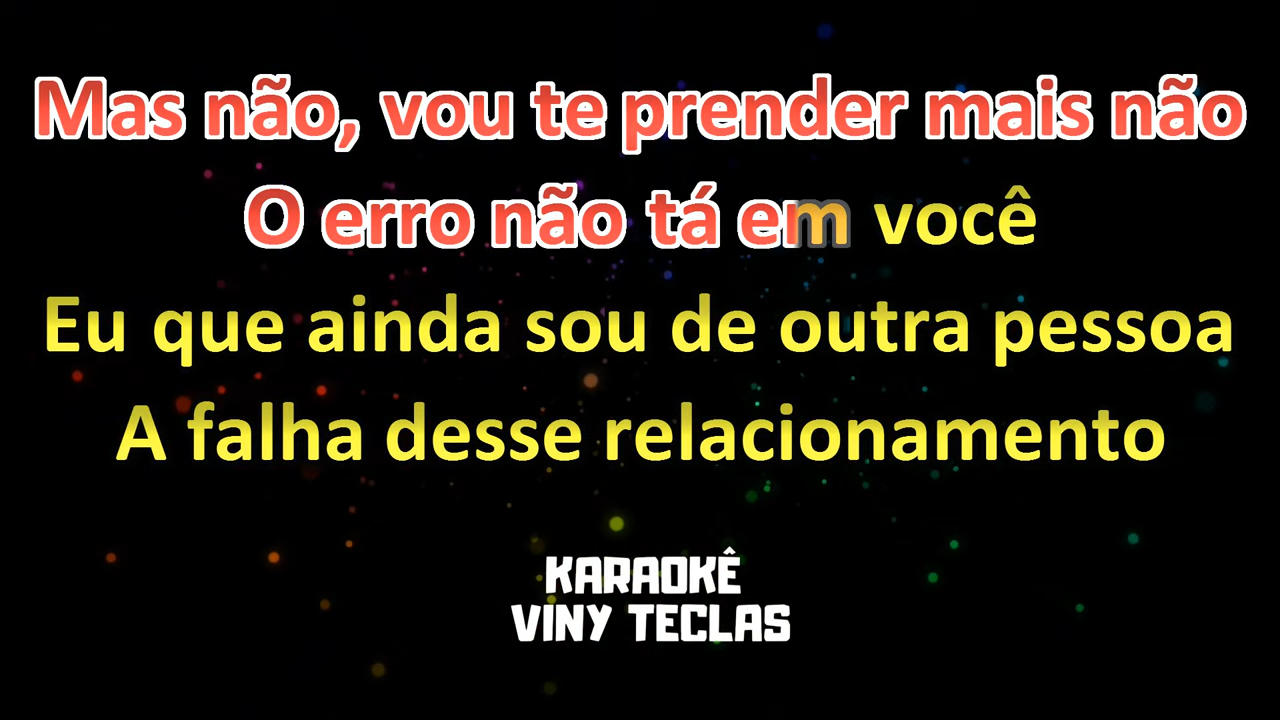 Mas não, vou te prender mais não
O erro não tá em você
Eu que ainda sou de outra pessoa
A falha desse relacionamento
KARAOKÊ
VINY TECLAS